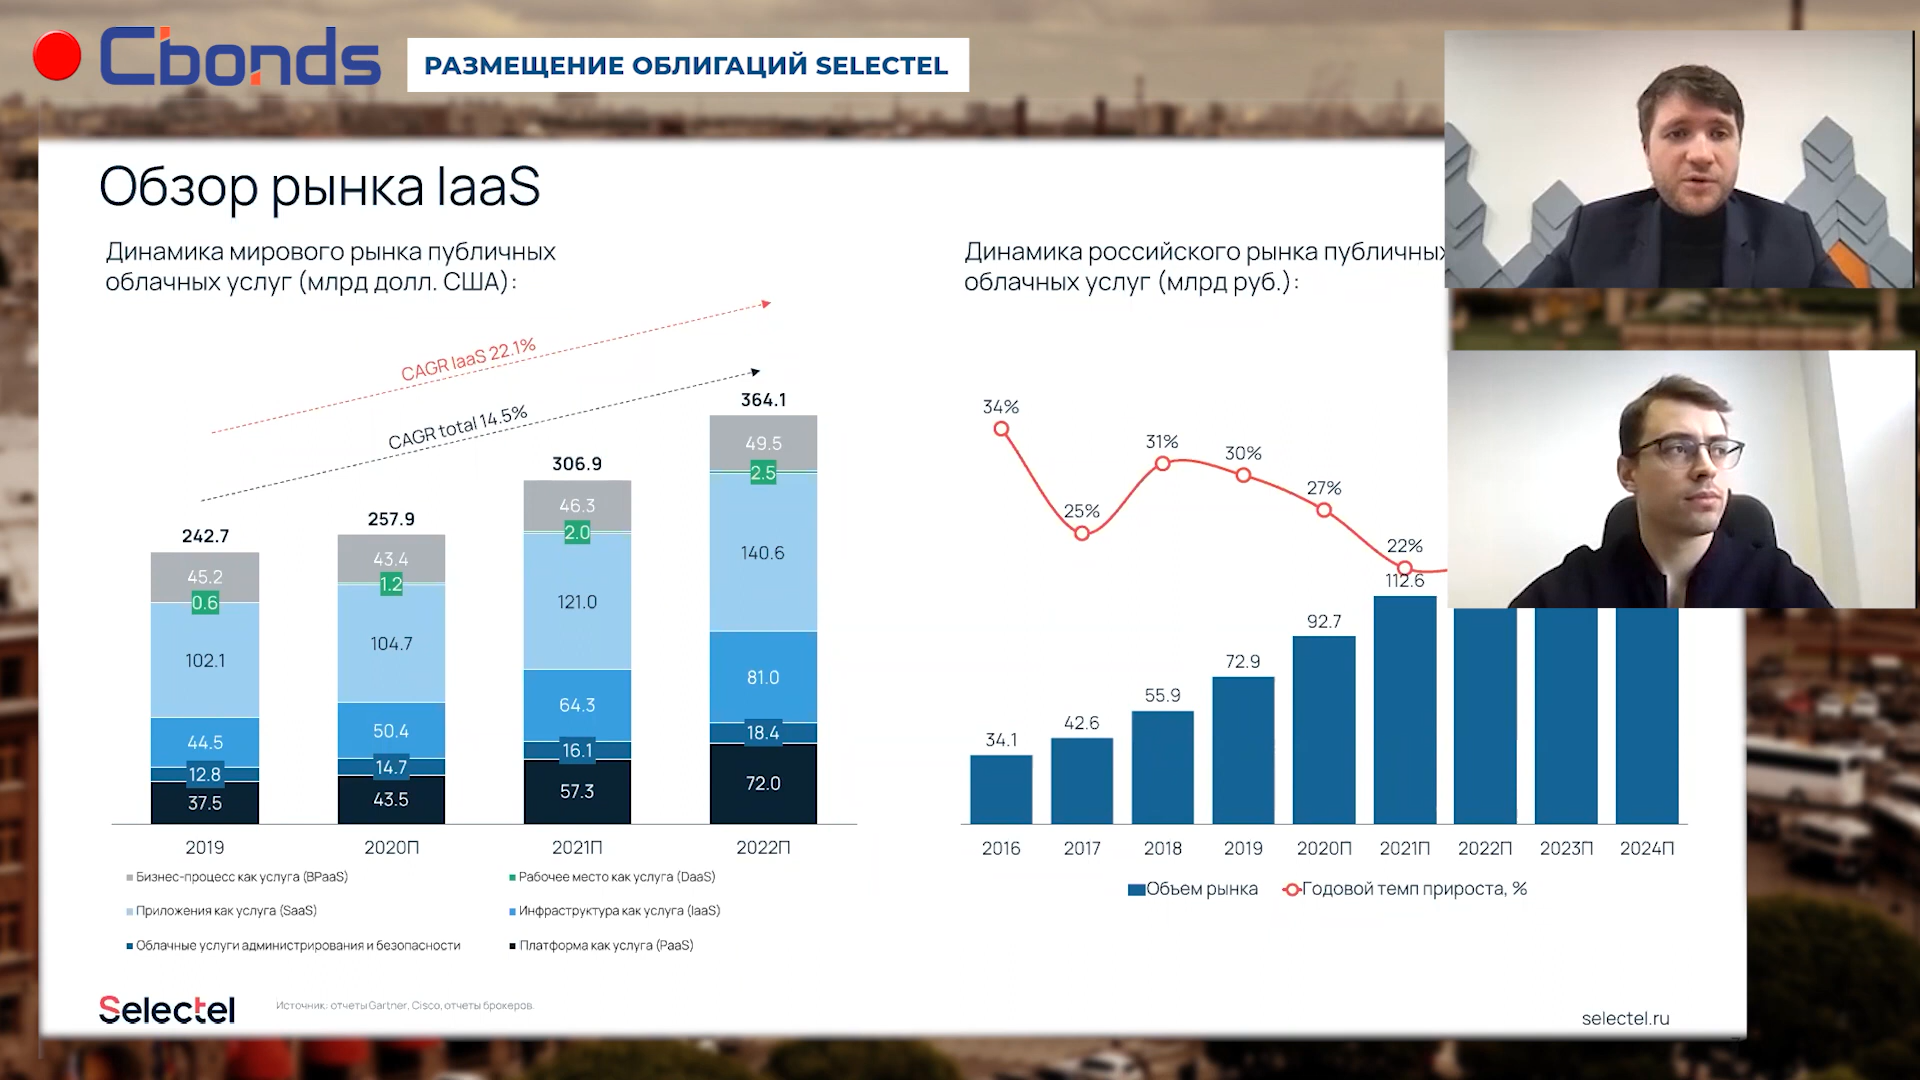 Cbonds
РАЗМЕЩЕНИЕ ОБЛИГАЦИЙ SELECTEL
Обзор рынка IaaS
Динамика мирового рынка публичных
облачных услуг (млрд долл. США):
CAGR IaaS 22.1%
CAGR total 14.5%
242.7
257.9
306.9
364.1
45.2
43.4
46.3
49.5
0.6
1.2
2.0
2.5
102.1
104.7
121.0
140.6
44.5
50.4
64.3
81.0
12.8
14.7
16.1
18.4
37.5
43.5
57.3
72.0
2019
2020П
2021П
2022П
Бизнес-процесс как услуга (BPaaS)
Рабочее место как услуга (DaaS)
Приложения как услуга (SaaS)
Инфраструктура как услуга (IaaS)
Облачные услуги администрирования и безопасности
Платформа как услуга (PaaS)
Динамика российского рынка публичных
облачных услуг (млрд руб.):
34%
25%
31%
30%
27%
22%
34.1
42.6
55.9
72.9
92.7
112.6
2016
2017
2018
2019
2020П
2021П
2022П
2023П
2024П
Объем рынка
Годовой темп прироста, %
Selectel
Источник: отчеты Gartner, Cisco, отчеты брокеров.
selectel.ru